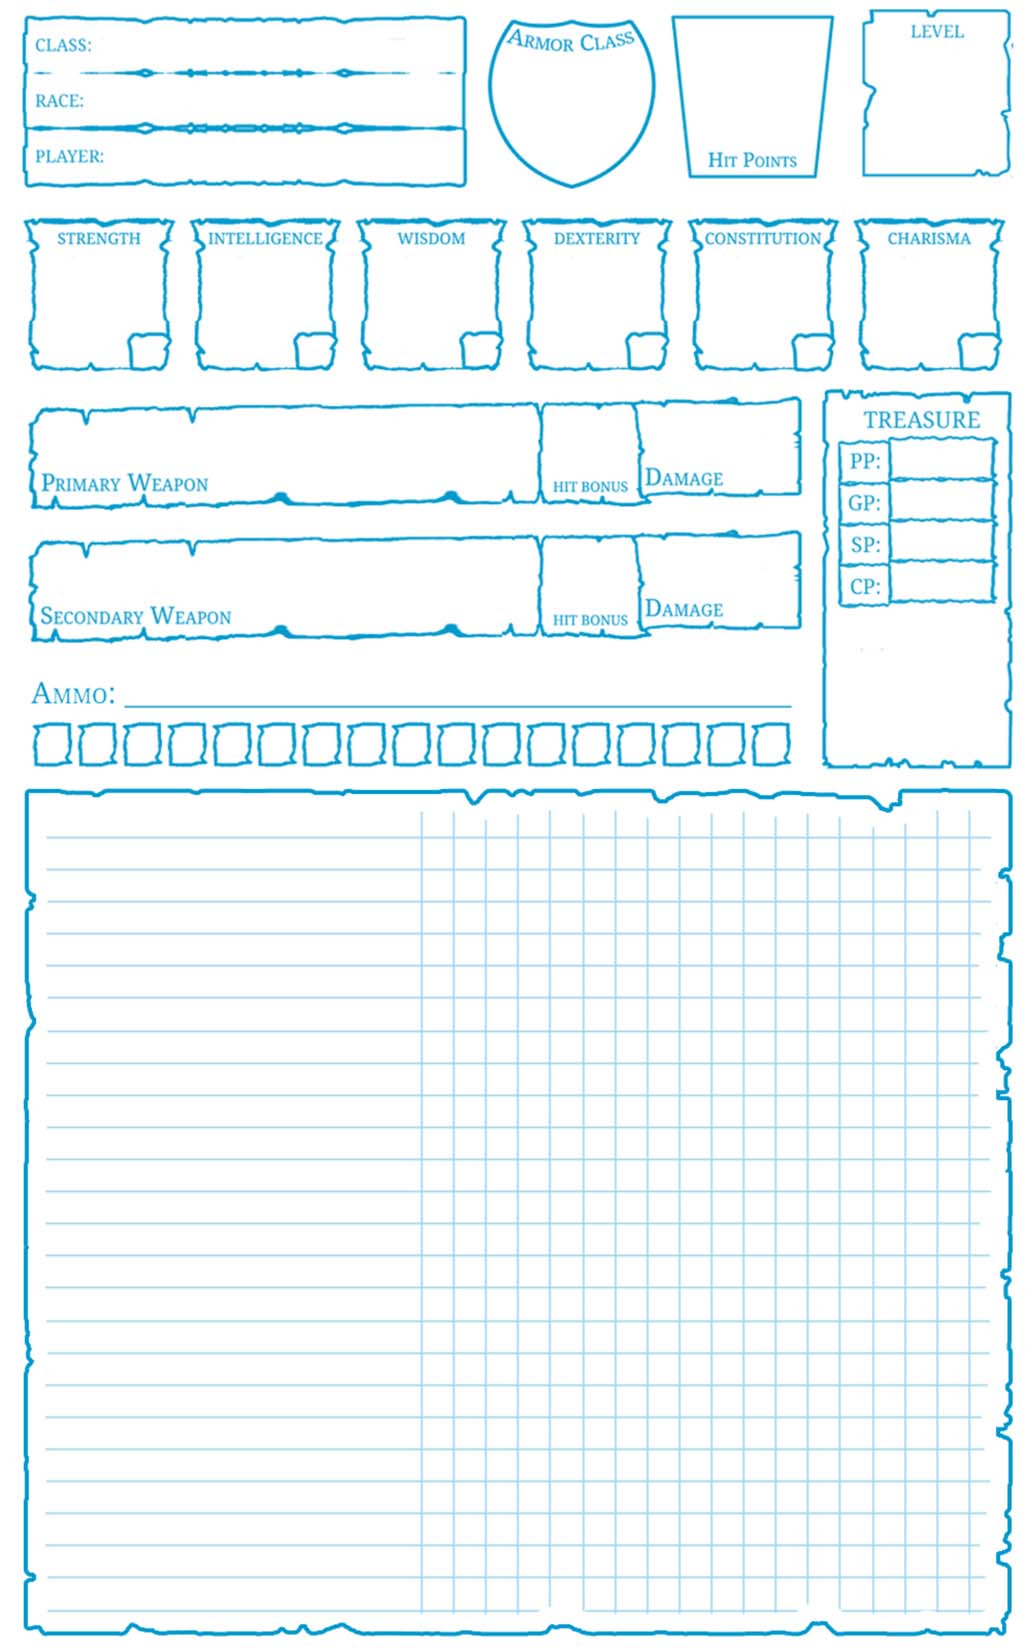 CLASS:
RACE:
PLAYER:
ARMOR CLASS
HIT POINTS
LEVEL
STRENGTH
INTELLIGENCE
WISDOM
DEXTERITY
CONSTITUTION
CHARISMA
PRIMARY WEAPON
HIT BONUS
DAMAGE
SECONDARY WEAPON
HIT BONUS
DAMAGE
AMMO:
TREASURE
PP:
GP:
SP:
CP: